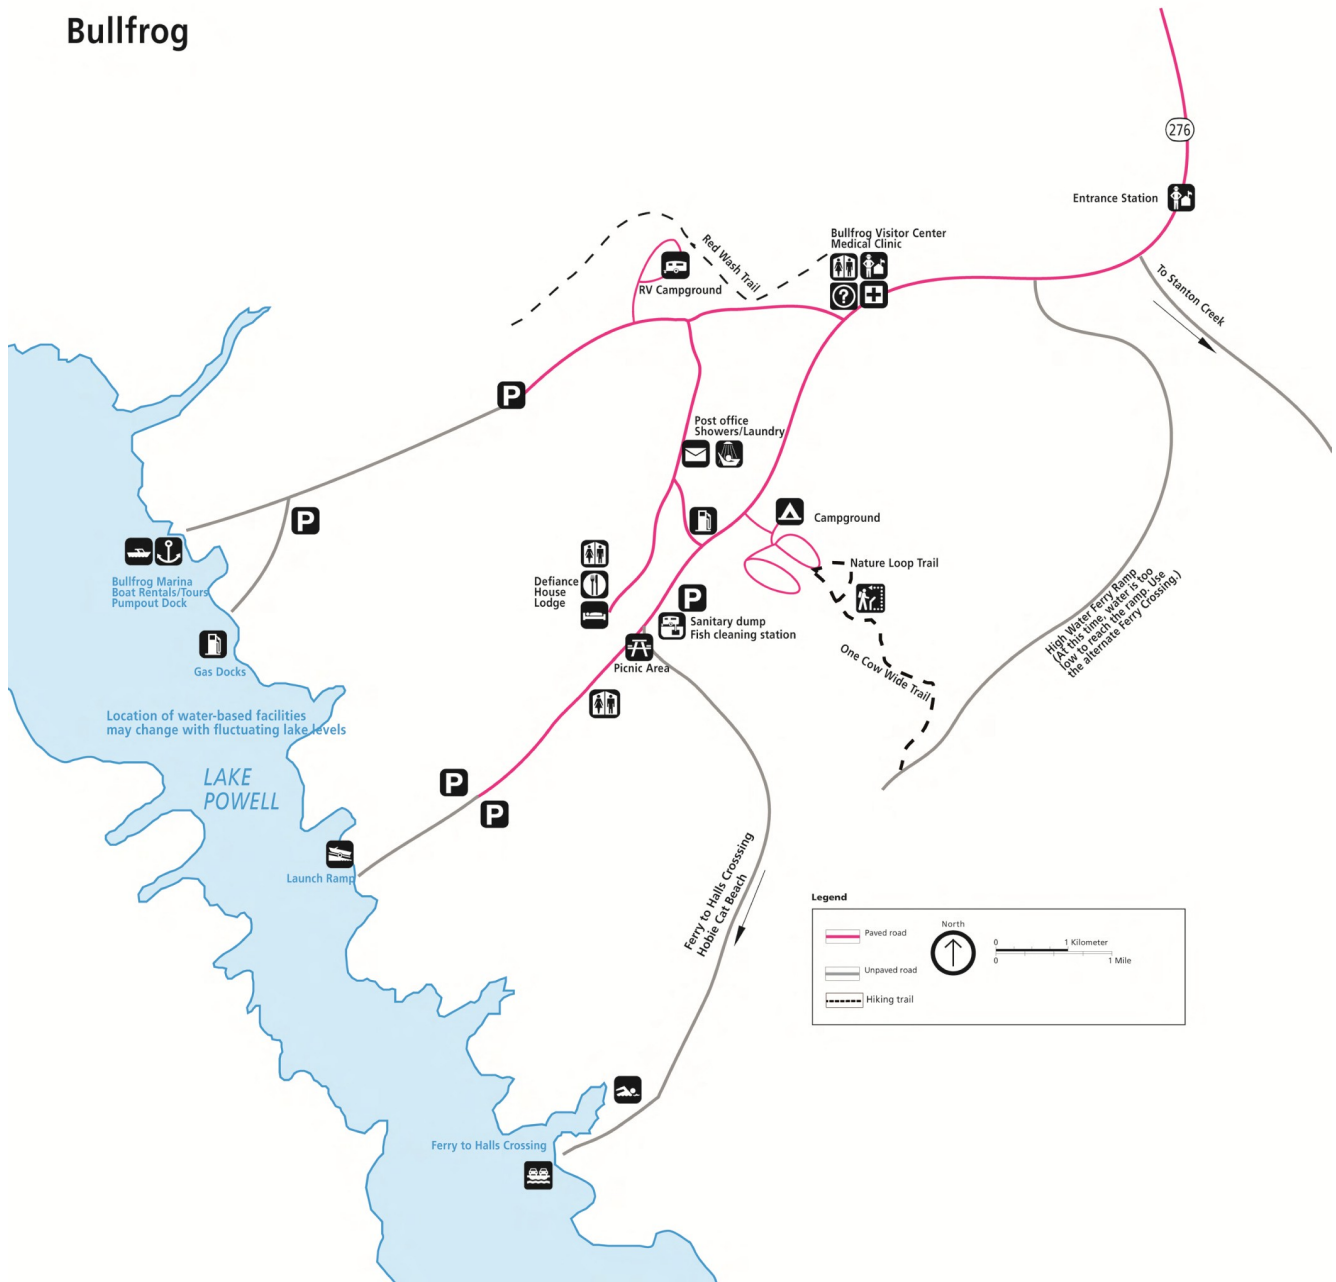 Bullfrog
276
Entrance Station
Bullfrog Visitor Center
Medical Clinic
?
Red Wash Trail
RV Campground
To Stanton Creek
P
Post office
Showers/Laundry
P
Campground
Bullfrog Marina
Boat Rentals/Tours
Pumpout Dock
Defiance
House
Lodge
Nature Loop Trail
P
Sanitary dump
Fish cleaning station
Gas Docks
Picnic Area
One Cow Wide Trail
High Water Ferry Ramp
(At this time, water is too
low to reach the ramp. Use
the alternate Ferry Crossing.)
Location of water-based facilities
may change with fluctuating lake levels
LAKE
POWELL
P
P
Launch Ramp
Ferry to Halls Crosssing
Hobie Cat Beach
Legend
Paved road
Unpaved road
Hiking trail
North
0 1 Kilometer
0 1 Mile
Ferry to Halls Crossing